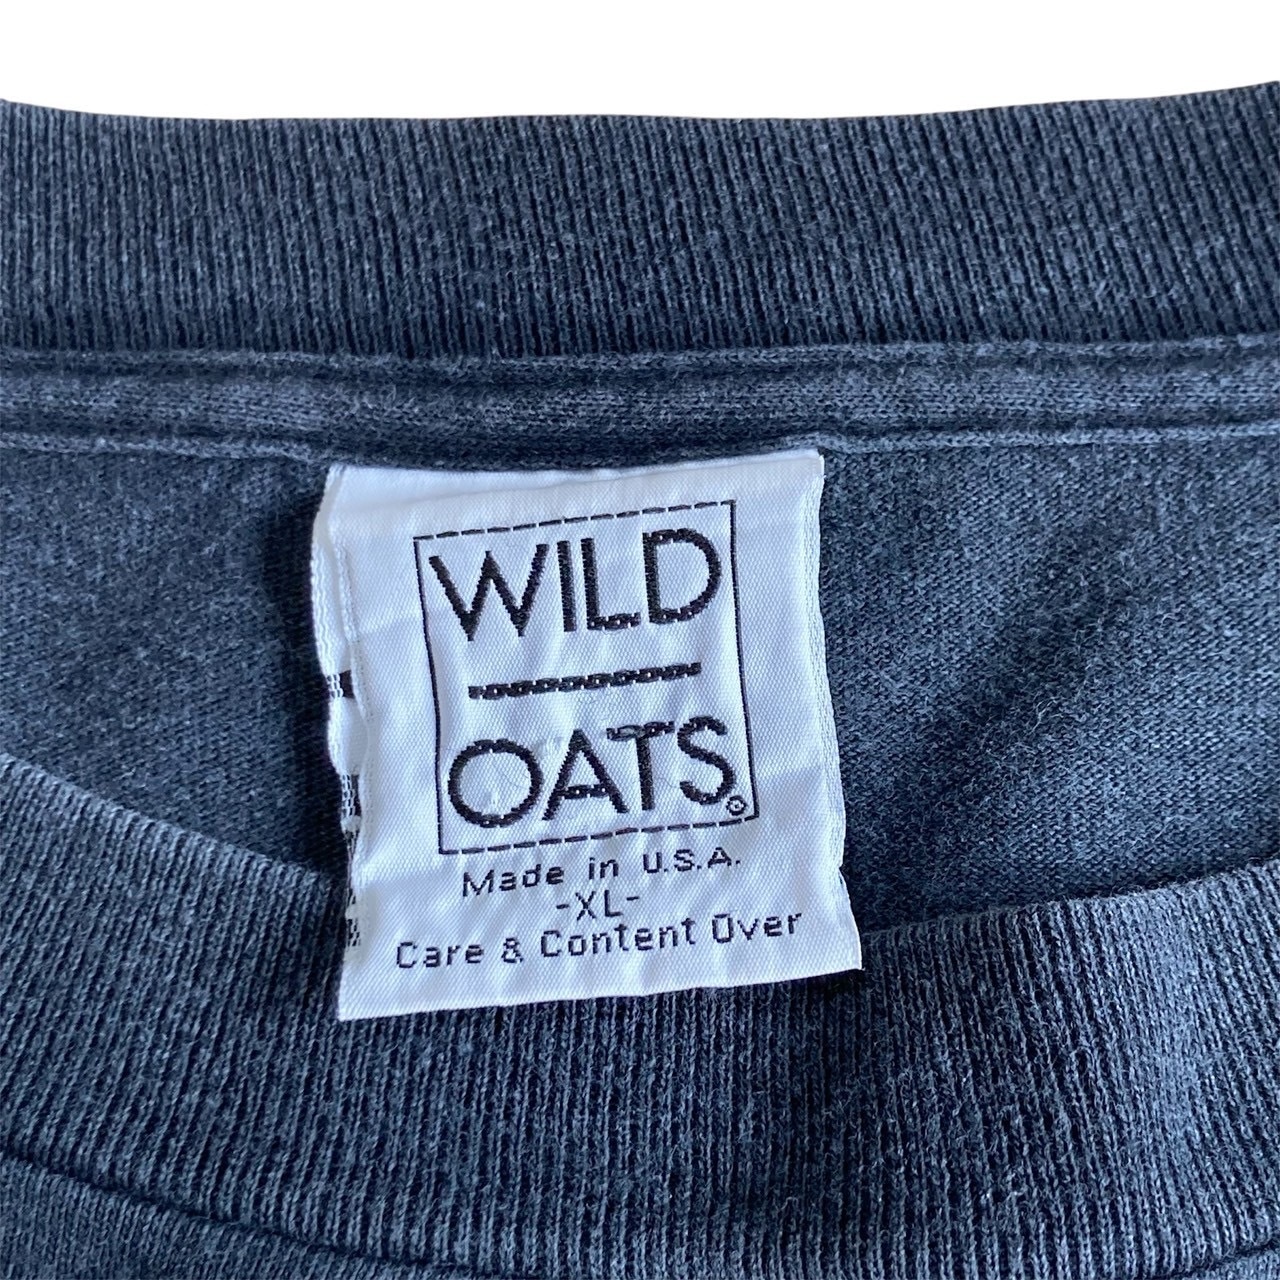 WILD
OATS®
Made in U.S.A.
-XL-
Care & Content Over